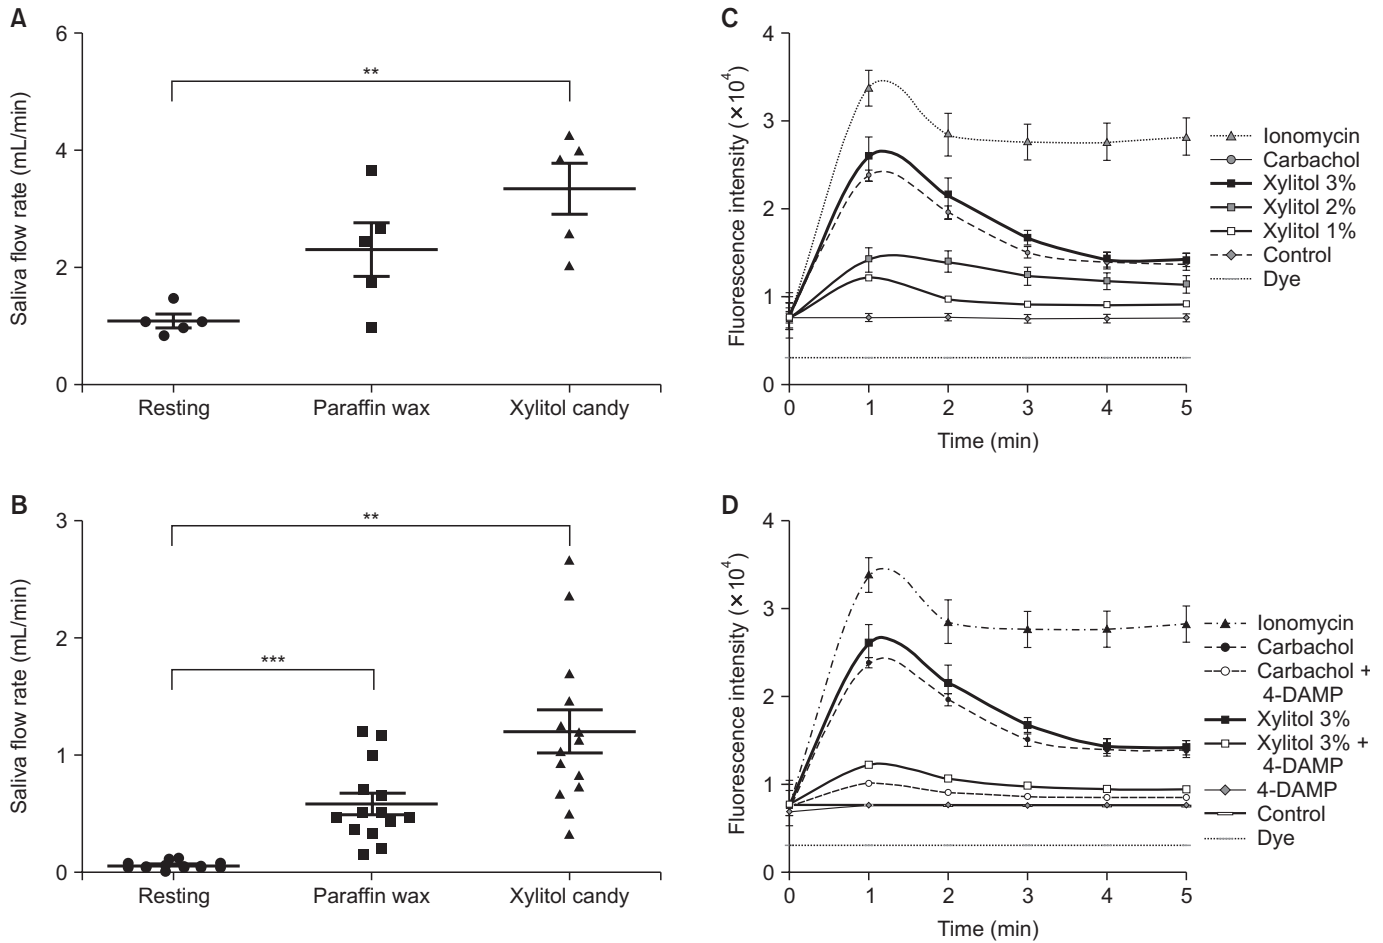 A
Saliva flow rate (mL/min)
6
4
2
0
**
Resting
Paraffin wax
Xylitol candy
C
Fluorescence intensity (×10⁴)
4
3
2
1
0
0
1
2
3
4
5
Time (min)
Ionomycin
Carbachol
Xylitol 3%
Xylitol 2%
Xylitol 1%
Control
Dye
B
Saliva flow rate (mL/min)
3
2
1
0
**
***
Resting
Paraffin wax
Xylitol candy
D
Fluorescence intensity (×10⁴)
4
3
2
1
0
0
1
2
3
4
5
Time (min)
Ionomycin
Carbachol
Carbachol +
4-DAMP
Xylitol 3%
Xylitol 3% +
4-DAMP
4-DAMP
Control
Dye